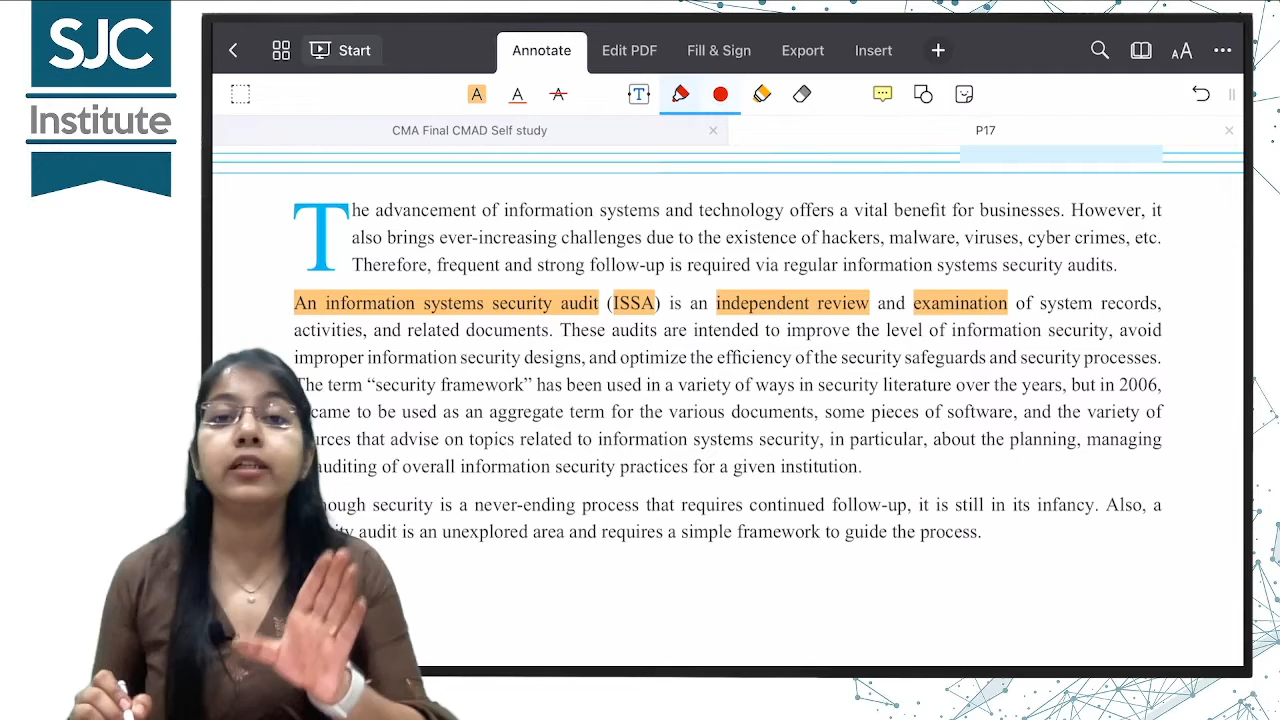 SJC
Institute
Start
Annotate
Edit PDF
Fill & Sign
Export
Insert
CMA Final CMAD Self study
P17
The advancement of information systems and technology offers a vital benefit for businesses. However, it
also brings ever-increasing challenges due to the existence of hackers, malware, viruses, cyber crimes, etc.
Therefore, frequent and strong follow-up is required via regular information systems security audits.
An information systems security audit (ISSA) is an independent review and examination of system records,
activities, and related documents. These audits are intended to improve the level of information security, avoid
improper information security designs, and optimize the efficiency of the security safeguards and security processes.
The term “security framework” has been used in a variety of ways in security literature over the years, but in 2006,
came to be used as an aggregate term for the various documents, some pieces of software, and the variety of
that advise on topics related to information systems security, in particular, about the planning, managing
auditing of overall information security practices for a given institution.
security is a never-ending process that requires continued follow-up, it is still in its infancy. Also, a
audit is an unexplored area and requires a simple framework to guide the process.